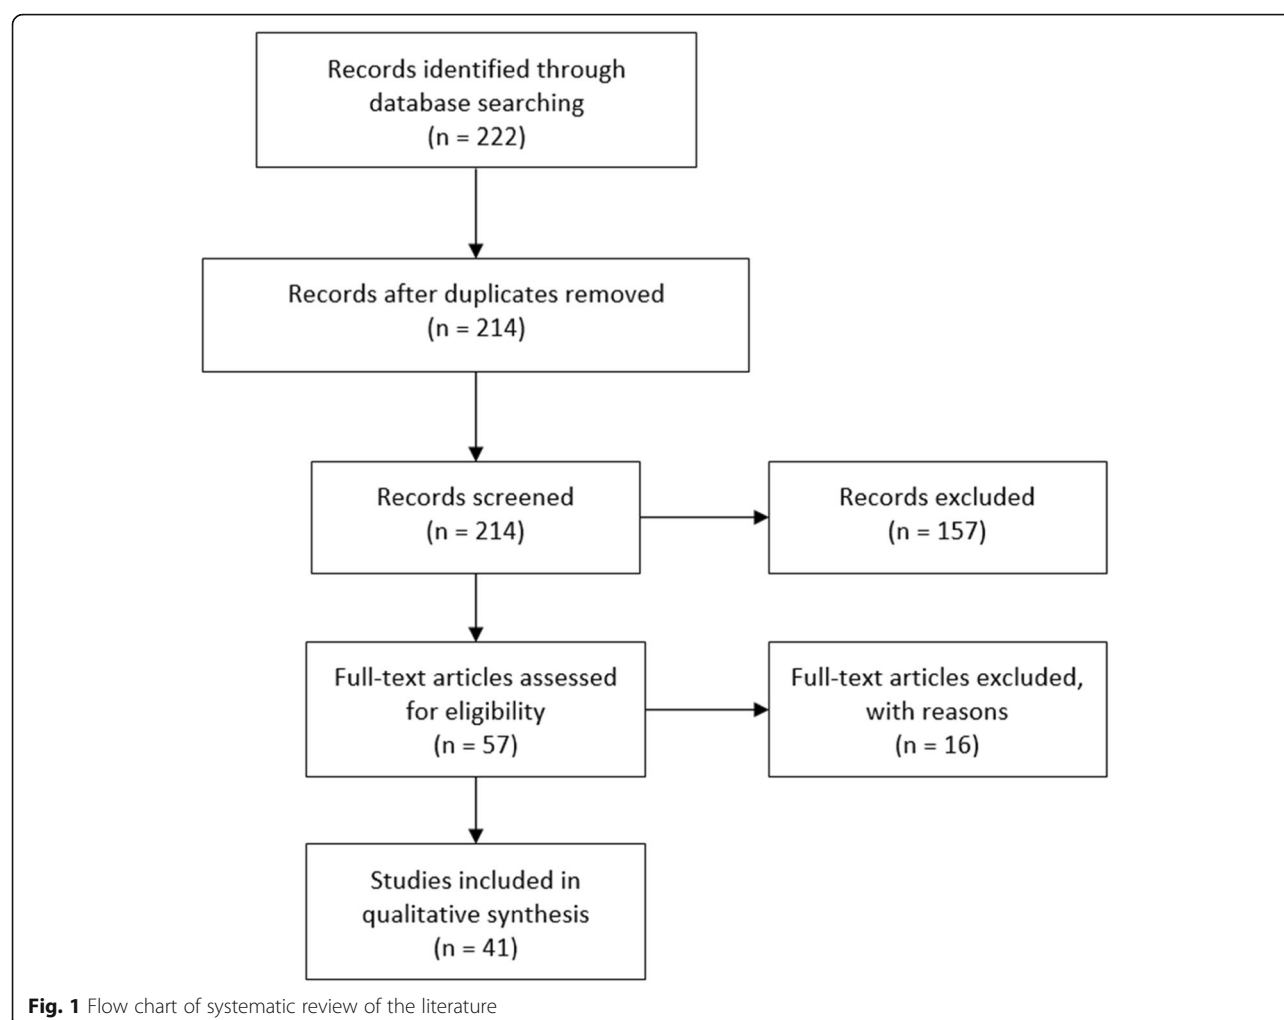 Records identified through
database searching
(n = 222)
Records after duplicates removed
(n = 214)
Records screened
(n = 214)
Records excluded
(n = 157)
Full-text articles assessed
for eligibility
(n = 57)
Full-text articles excluded,
with reasons
(n = 16)
Studies included in
qualitative synthesis
(n = 41)
Fig. 1 Flow chart of systematic review of the literature